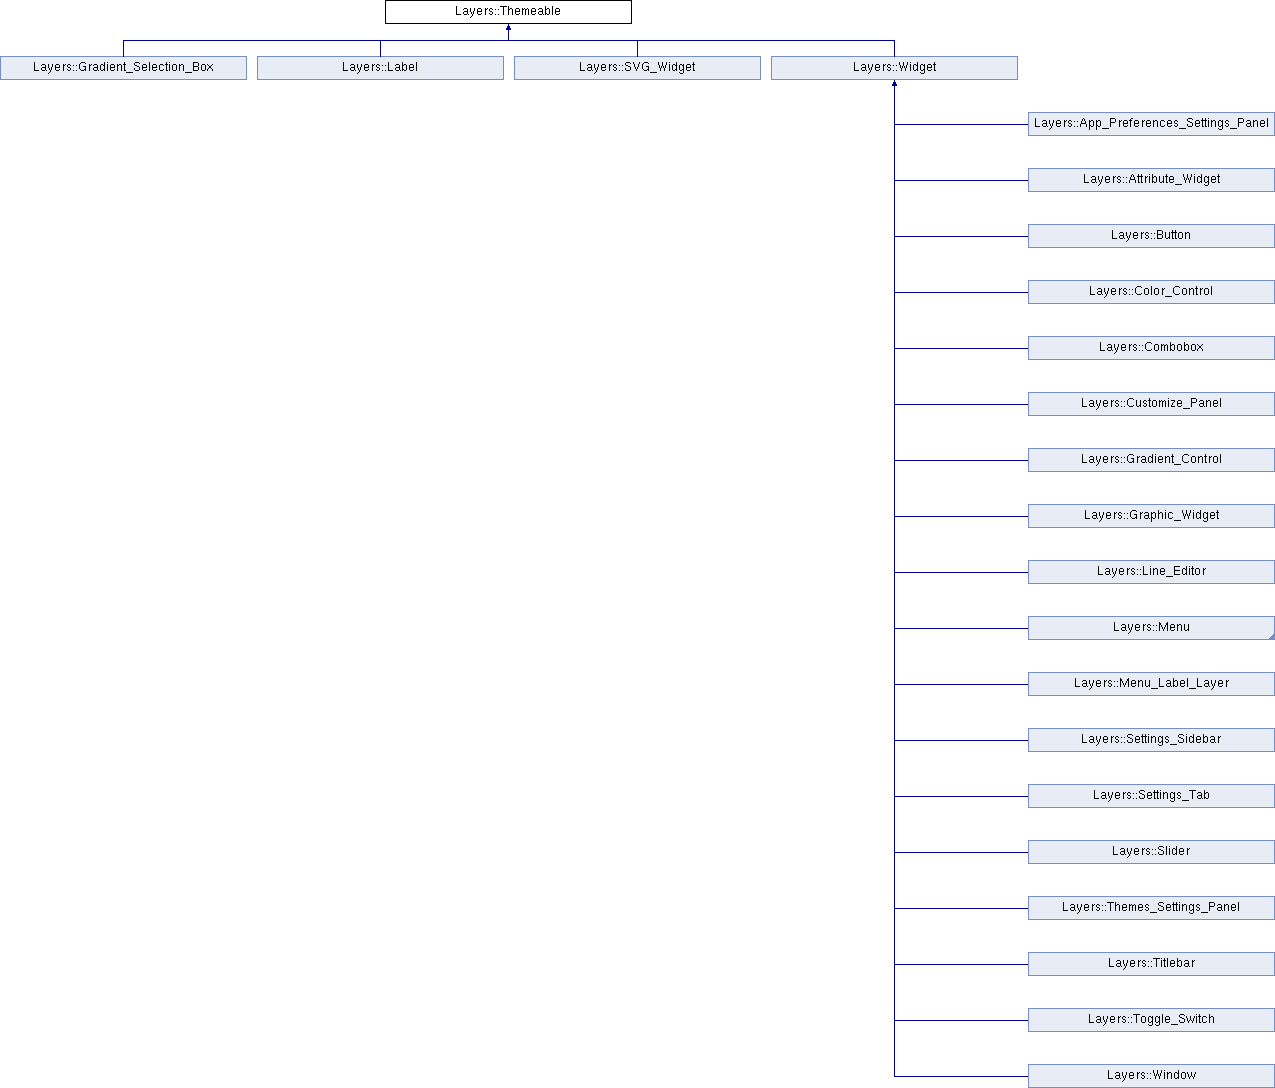 Layers::Themeable
Layers::Gradient_Selection_Box
Layers::Label
Layers::SVG_Widget
Layers::Widget
Layers::App_Preferences_Settings_Panel
Layers::Attribute_Widget
Layers::Button
Layers::Color_Control
Layers::Combobox
Layers::Customize_Panel
Layers::Gradient_Control
Layers::Graphic_Widget
Layers::Line_Editor
Layers::Menu
Layers::Menu_Label_Layer
Layers::Settings_Sidebar
Layers::Settings_Tab
Layers::Slider
Layers::Themes_Settings_Panel
Layers::Titlebar
Layers::Toggle_Switch
Layers::Window